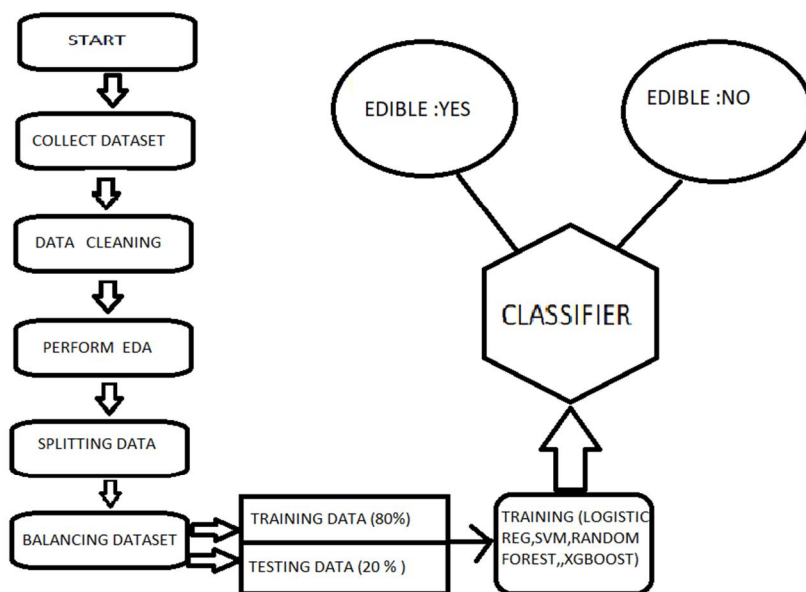 START
COLLECT DATASET
DATA CLEANING
PERFORM EDA
SPLITTING DATA
BALANCING DATASET
TRAINING DATA (80%)
TESTING DATA (20 % )
TRAINING (LOGISTIC
REG,SVM,RANDOM
FOREST,,XGBOOST)
CLASSIFIER
EDIBLE :YES
EDIBLE :NO